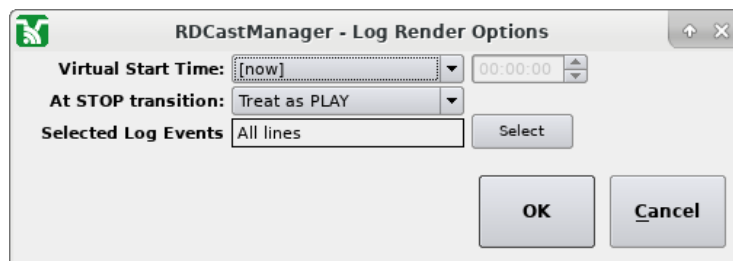 RDCastManager - Log Render Options
Virtual Start Time: [now] 00:00:00
At STOP transition: Treat as PLAY
Selected Log Events All lines Select
OK Cancel